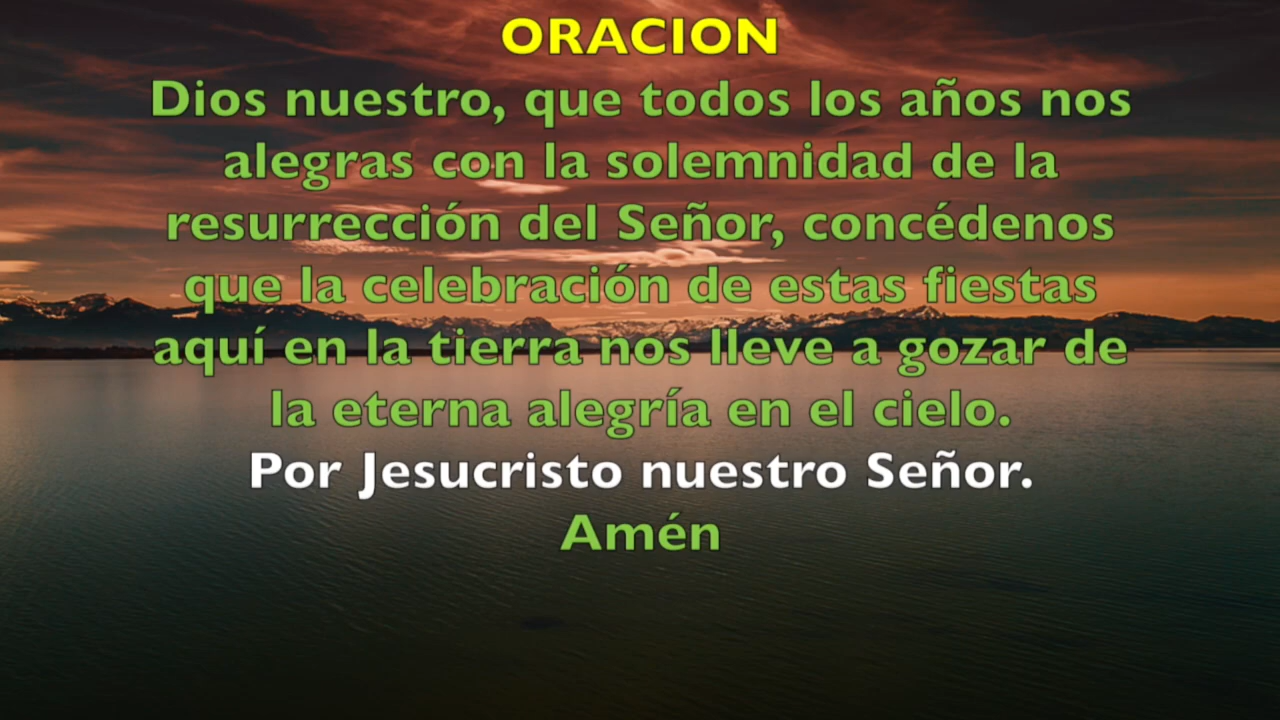 ORACION
Dios nuestro, que todos los años nos
alegras con la solemnidad de la
resurrección del Señor, concédenos
que la celebración de estas fiestas
aquí en la tierra nos lleve a gozar de
la eterna alegría en el cielo.
Por Jesucristo nuestro Señor.
Amén